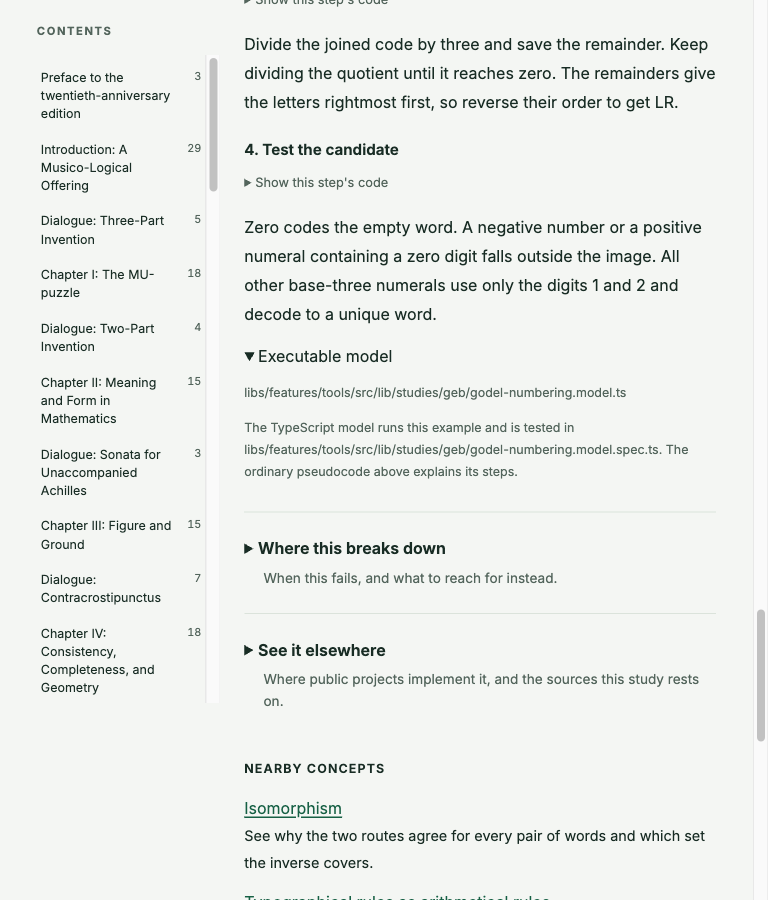 CONTENTS
Preface to the 3
twentieth-anniversary
edition
Introduction: A 29
Musico-Logical
Offering
Dialogue: Three-Part 5
Invention
Chapter I: The MU- 18
puzzle
Dialogue: Two-Part 4
Invention
Chapter II: Meaning 15
and Form in
Mathematics
Dialogue: Sonata for 3
Unaccompanied
Achilles
Chapter III: Figure and 15
Ground
Dialogue: 7
Contracrostipunctus
Chapter IV: 18
Consistency,
Completeness, and
Geometry
Show this step's code
Divide the joined code by three and save the remainder. Keep
dividing the quotient until it reaches zero. The remainders give
the letters rightmost first, so reverse their order to get LR.
4. Test the candidate
Show this step's code
Zero codes the empty word. A negative number or a positive
numeral containing a zero digit falls outside the image. All
other base-three numerals use only the digits 1 and 2 and
decode to a unique word.
Executable model
libs/features/tools/src/lib/studies/geb/godel-numbering.model.ts
The TypeScript model runs this example and is tested in
libs/features/tools/src/lib/studies/geb/godel-numbering.model.spec.ts. The
ordinary pseudocode above explains its steps.
Where this breaks down
When this fails, and what to reach for instead.
See it elsewhere
Where public projects implement it, and the sources this study rests
on.
NEARBY CONCEPTS
Isomorphism
See why the two routes agree for every pair of words and which set
the inverse covers.
Typographical rules as arithmetical rules